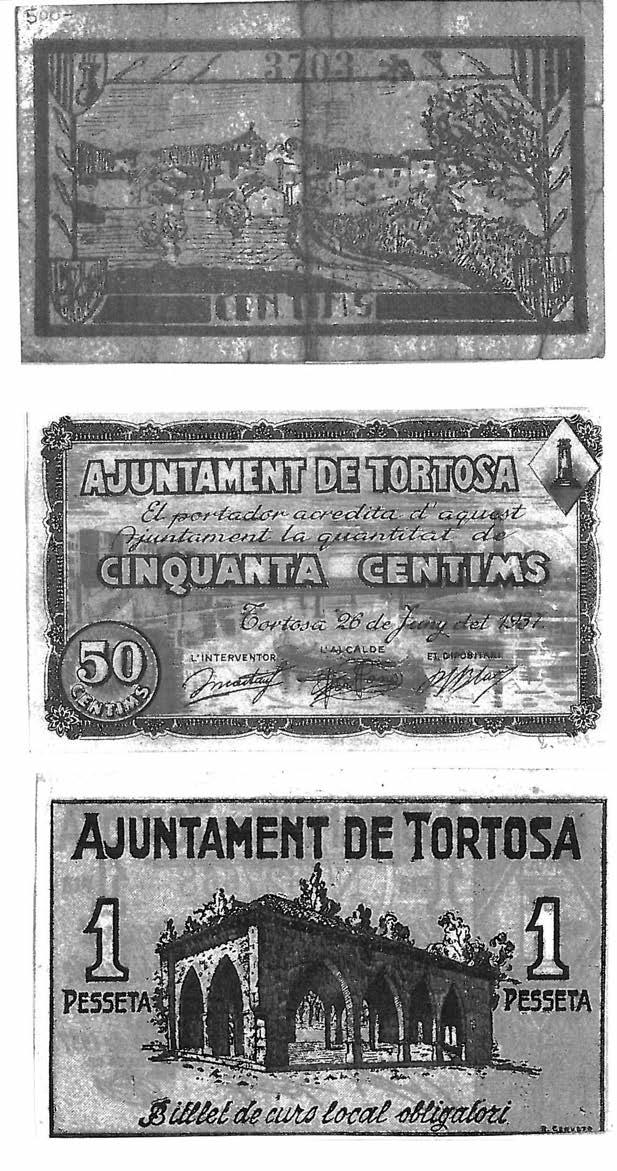 500-
3703
CENTIMS
AJUNTAMENT DE TORTOSA
El portador acredita d'aquest
Ajuntament la quantitat de
CINQUANTA CENTIMS
Tortosa 26 de Juny del 1937
50
CENTIMS
L'INTERVENTOR
L'ALCALDE
EL DIPOSITARI
AJUNTAMENT DE TORTOSA
1
PESSETA
1
PESSETA
Billlet de curs local obligatori